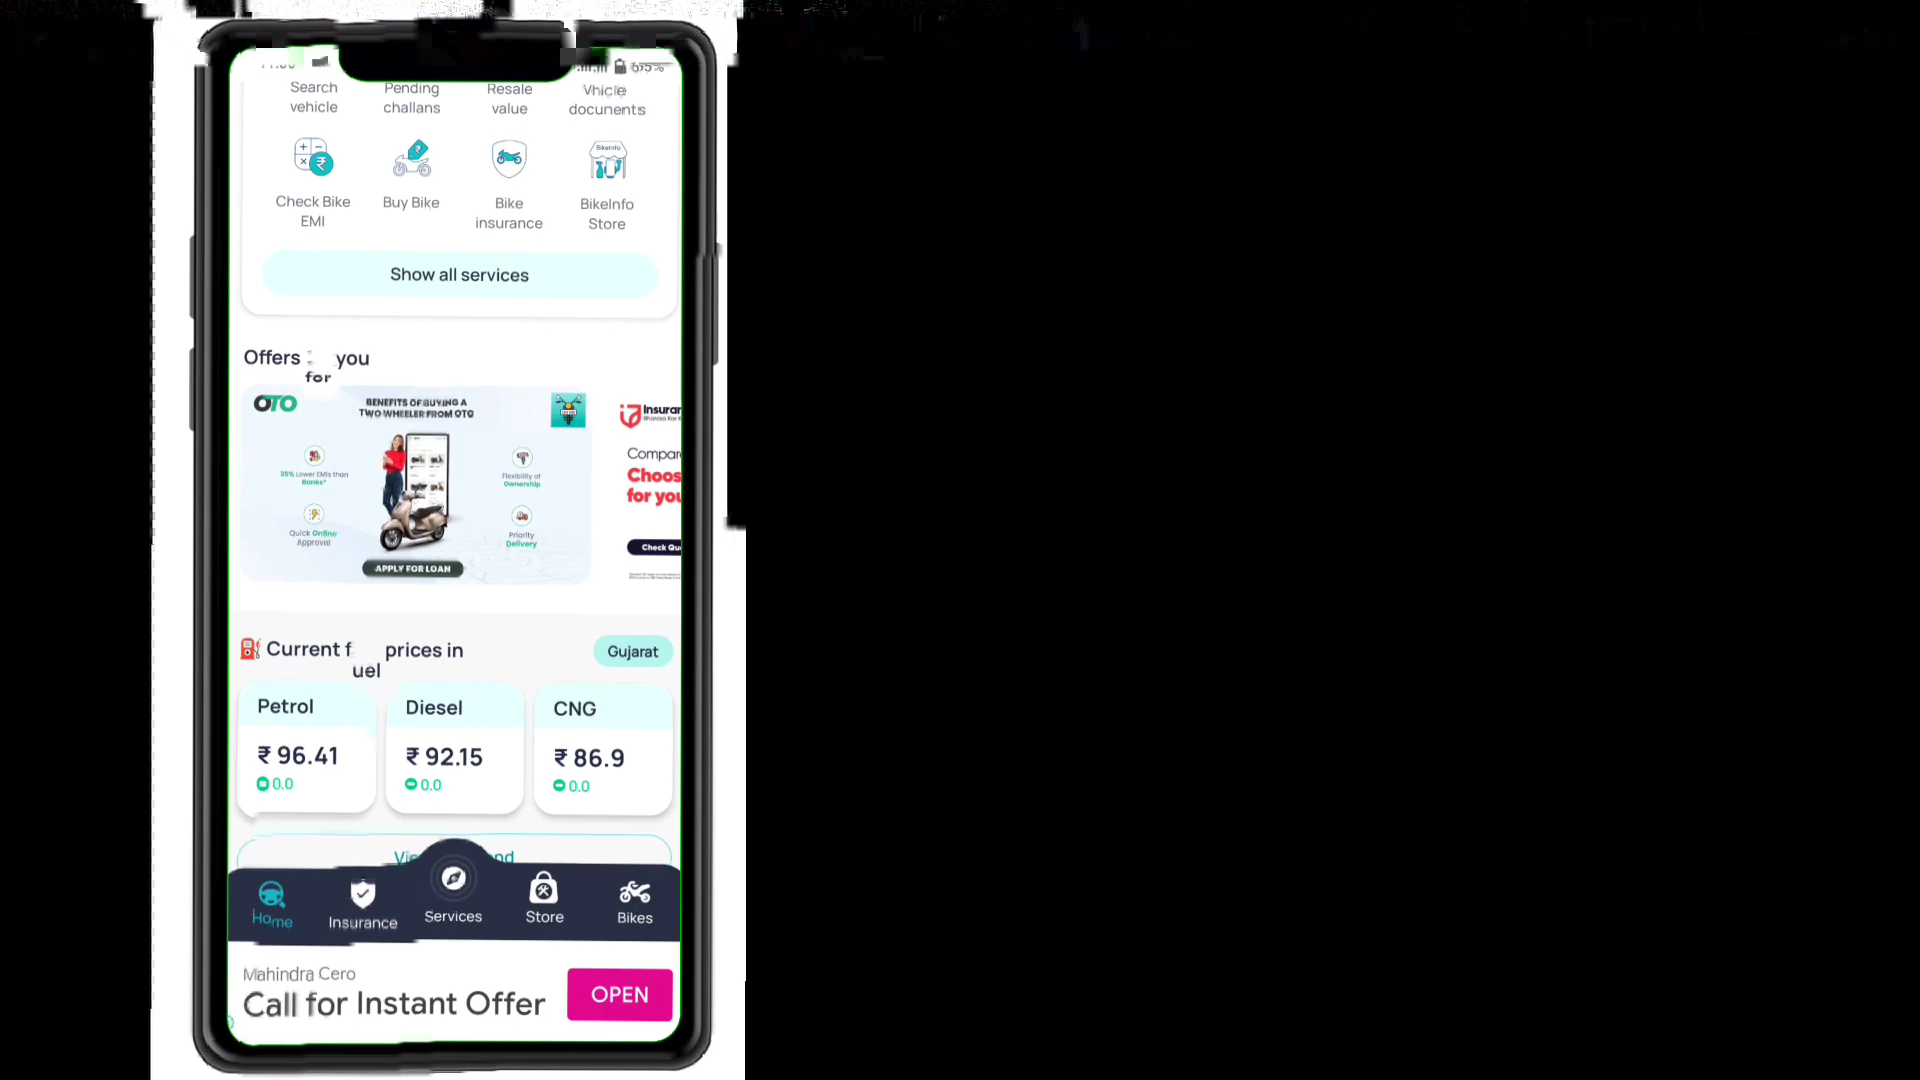 Search vehicle
Pending challans
Resale value
Vhicle documents
Check Bike EMI
Buy Bike
Bike insurance
BikeInfo
BikeInfo Store
Show all services
Offers you
for
OTO
BENEFITS OF BUYING A
TWO WHEELER FROM OTO
35% Lower EMIs than
Banks*
Flexibility of
Ownership
Quick Online
Approval
Priority
Delivery
APPLY FOR LOAN
Insuran
Compare
Choos
for you
Check Quo
Current f prices in
uel
Gujarat
Petrol
Diesel
CNG
₹ 96.41
₹ 92.15
₹ 86.9
0.0
0.0
0.0
Home
Insurance
Services
Store
Bikes
Mahindra Cero
Call for Instant Offer
OPEN